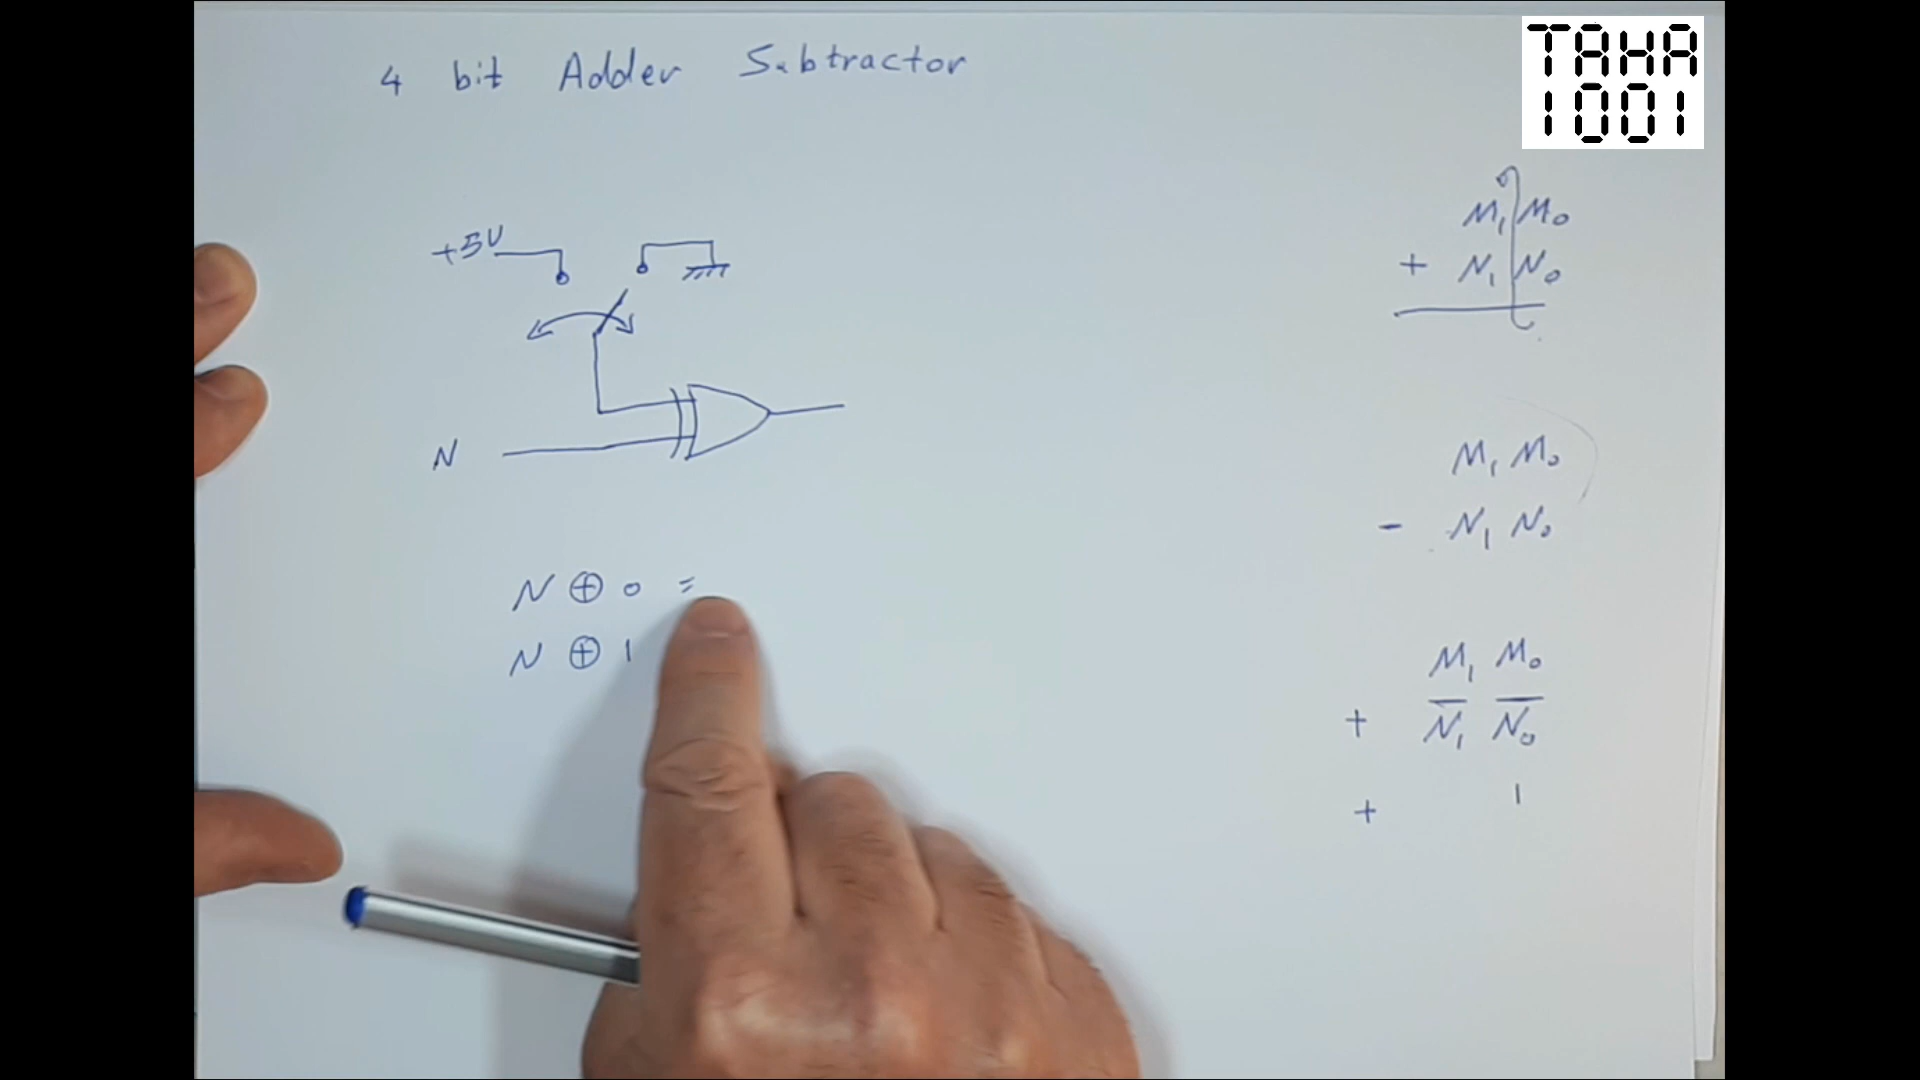 4 bit Adder Subtractor
TAHA
1001
+5V
N
N ⊕ 0 =
N ⊕ 1
M₁ M₀
+ N₁ N₀
M₁ M₀
- N₁ N₀
M₁ M₀
+ N̅₁ N̅₀
+ 1